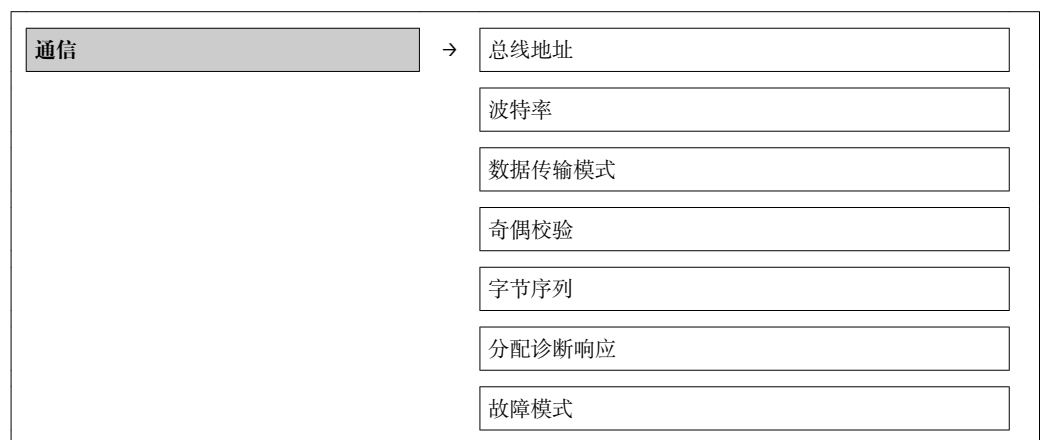 通信 → 总线地址
波特率
数据传输模式
奇偶校验
字节序列
分配诊断响应
故障模式